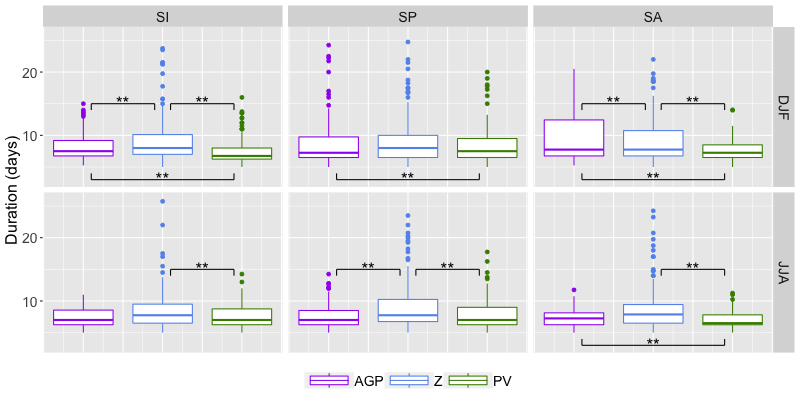 SI SP SA
20
** ** ** **
10
DJF
** ** **
Duration (days)
20
** ** ** **
10
JJA
**
AGP Z PV